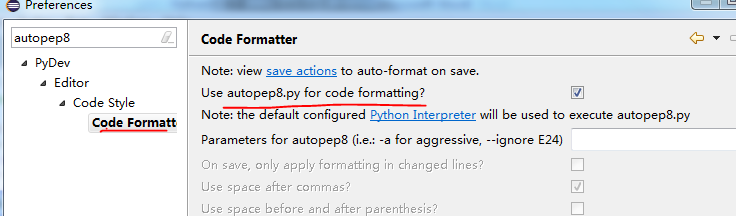 Preferences
autopep8
PyDev
Editor
Code Style
Code Formatt
Code Formatter
Note: view save actions to auto-format on save.
Use autopep8.py for code formatting?
Note: the default configured Python Interpreter will be used to execute autopep8.py
Parameters for autopep8 (i.e.: -a for aggressive, --ignore E24)
On save, only apply formatting in changed lines?
Use space after commas?
Use space before and after parenthesis?